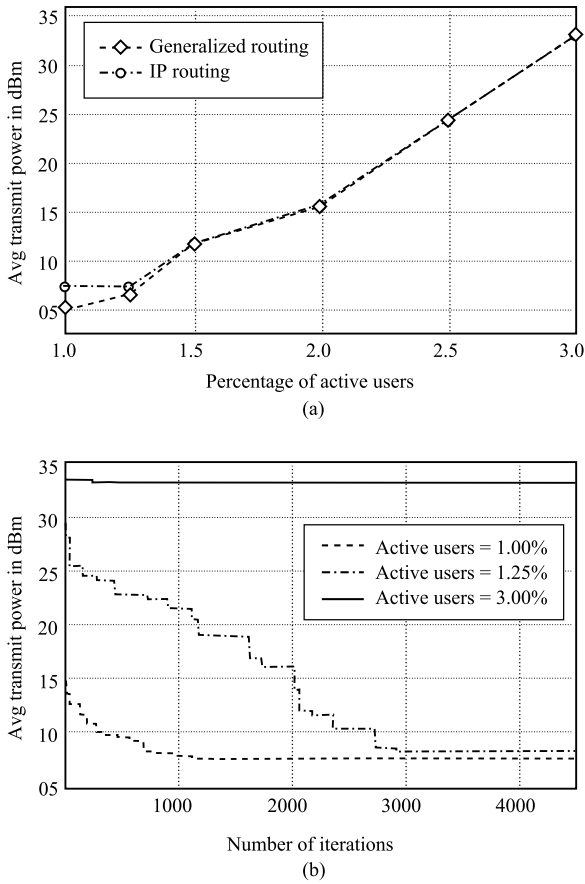 35
30
25
20
15
10
05
Avg transmit power in dBm
Generalized routing
IP routing
1.0 1.5 2.0 2.5 3.0
Percentage of active users
(a)
35
30
25
20
15
10
05
Avg transmit power in dBm
Active users = 1.00%
Active users = 1.25%
Active users = 3.00%
1000 2000 3000 4000
Number of iterations
(b)